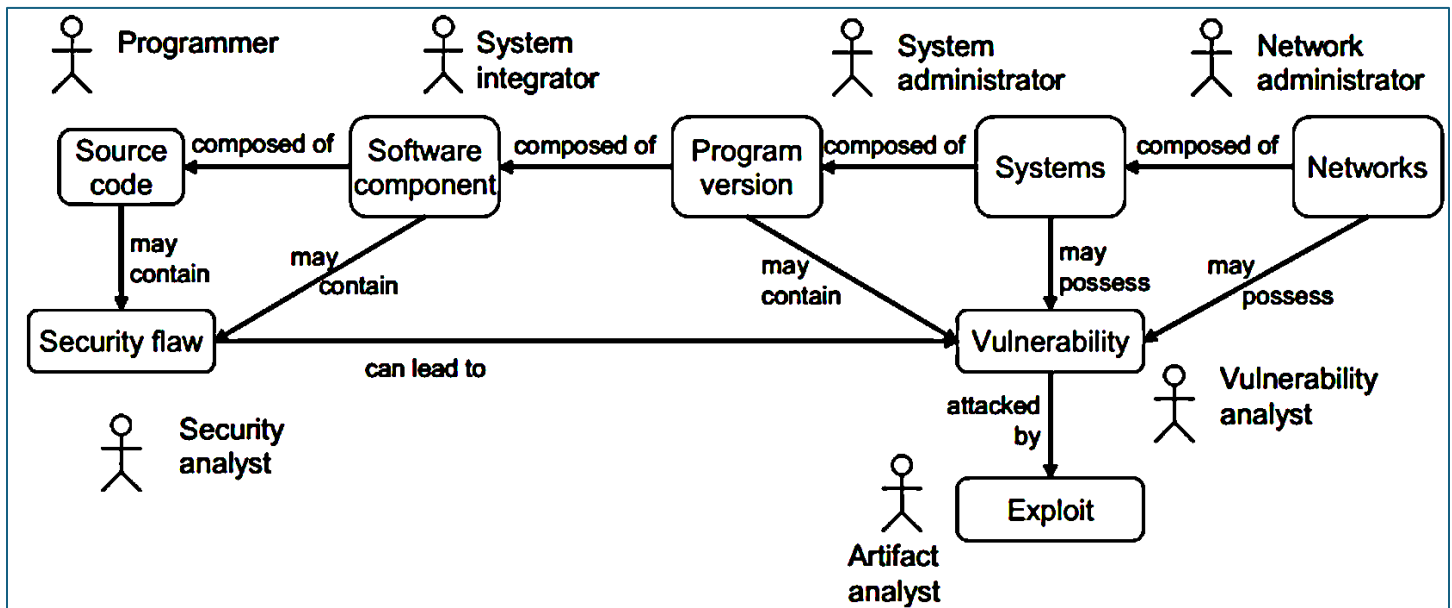 Programmer
System
integrator
System
administrator
Network
administrator
Source
code
composed of
Software
component
composed of
Program
version
composed of
Systems
composed of
Networks
may
contain
may
contain
may
contain
may
possess
may
possess
Security flaw
can lead to
Vulnerability
Security
analyst
attacked
by
Vulnerability
analyst
Exploit
Artifact
analyst